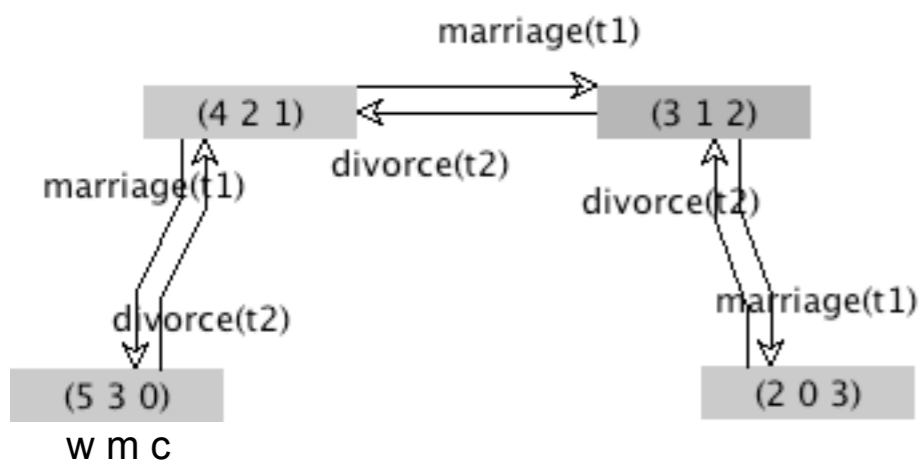 marriage(t1)
(4 2 1)
(3 1 2)
divorce(t2)
marriage(t1)
divorce(t2)
divorce(t2)
marriage(t1)
(5 3 0)
(2 0 3)
w m c